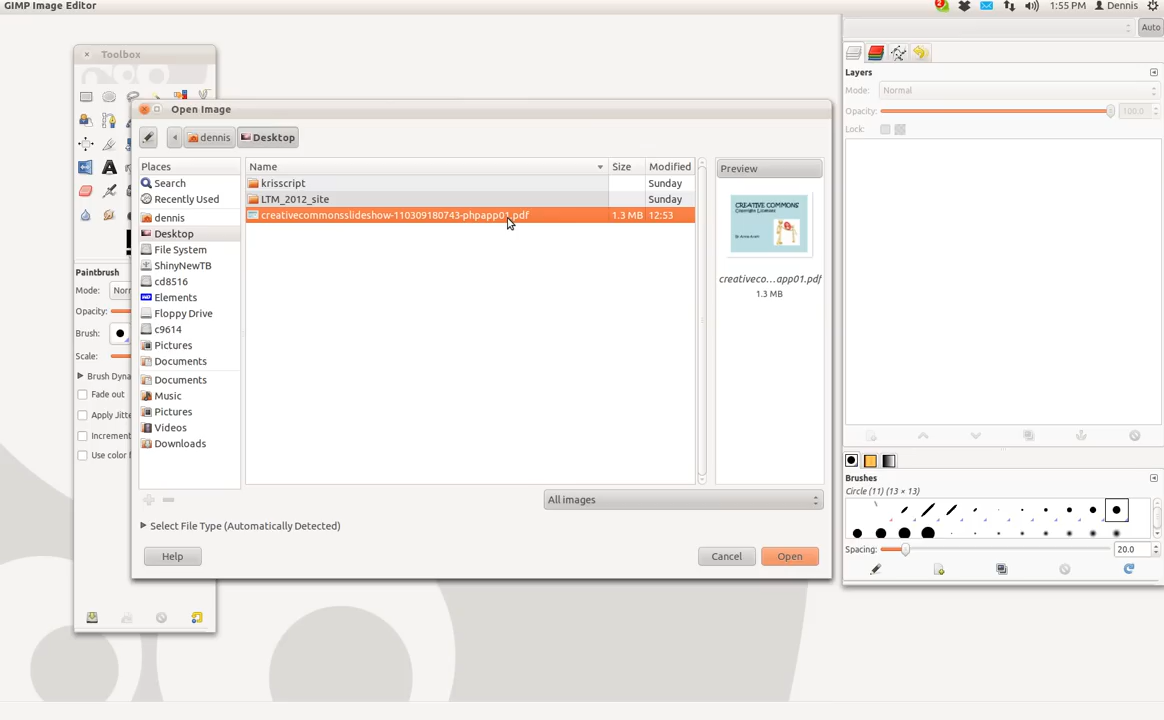 GIMP Image Editor
2
1:55 PM
Dennis
Toolbox
Auto
Layers
Mode: Normal
Opacity: 100.0
Lock:
Open Image
dennis
Desktop
Places
Search
Recently Used
dennis
Desktop
File System
ShinyNewTB
cd8516
Elements
Floppy Drive
c9614
Pictures
Documents
Documents
Music
Pictures
Videos
Downloads
Name Size Modified
krisscript Sunday
LTM_2012_site Sunday
creativecommonsslideshow-110309180743-phpapp01.pdf 1.3 MB 12:53
Preview
CREATIVE COMMONS
creativeco...app01.pdf
1.3 MB
All images
Select File Type (Automatically Detected)
Help
Cancel
Open
Paintbrush
Mode: Norr
Opacity:
Brush:
Scale:
Brush Dyna
Fade out
Apply Jitte
Increment
Use color f
Brushes
Circle (11) (13 × 13)
Spacing: 20.0